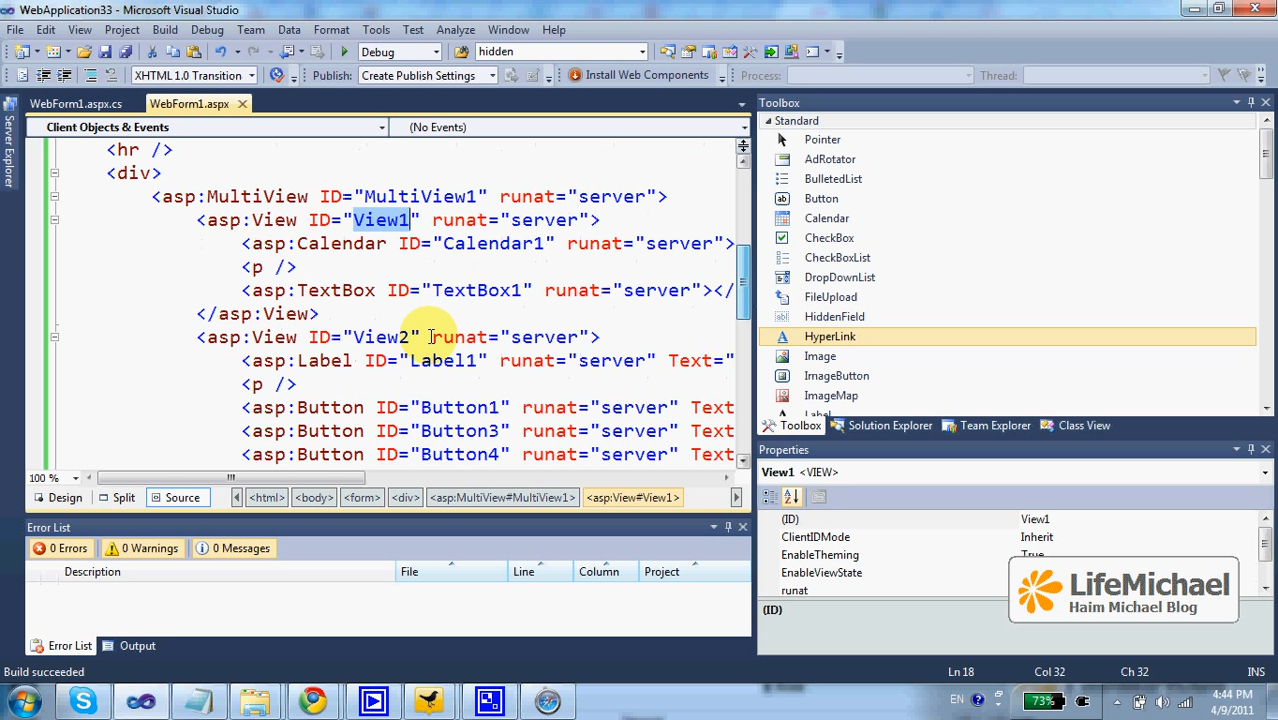 WebApplication33 - Microsoft Visual Studio
File Edit View Project Build Debug Team Data Format Tools Test Analyze Window Help
Debug hidden
XHTML 1.0 Transition Publish: Create Publish Settings Install Web Components Process: Thread:
Server Explorer
WebForm1.aspx.cs WebForm1.aspx
Client Objects & Events (No Events)
<hr />
<div>
<asp:MultiView ID="MultiView1" runat="server">
<asp:View ID="View1" runat="server">
<asp:Calendar ID="Calendar1" runat="server">
<p />
<asp:TextBox ID="TextBox1" runat="server"></
</asp:View>
<asp:View ID="View2" runat="server">
<asp:Label ID="Label1" runat="server" Text="
<p />
<asp:Button ID="Button1" runat="server" Text
<asp:Button ID="Button3" runat="server" Text
<asp:Button ID="Button4" runat="server" Text
100 %
Design Split Source <html> <body> <form> <div> <asp:MultiView#MultiView1> <asp:View#View1>
Error List
0 Errors 0 Warnings 0 Messages
Description File Line Column Project
Error List Output
Toolbox
Standard
Pointer
AdRotator
BulletedList
Button
Calendar
CheckBox
CheckBoxList
DropDownList
FileUpload
HiddenField
HyperLink
Image
ImageButton
ImageMap
Label
Toolbox Solution Explorer Team Explorer Class View
Properties
View1 <VIEW>
(ID) View1
ClientIDMode Inherit
EnableTheming True
EnableViewState
runat
(ID)
LifeMichael
Haim Michael Blog
Build succeeded Ln 18 Col 32 Ch 32 INS
EN 73% 4:44 PM
4/9/2011